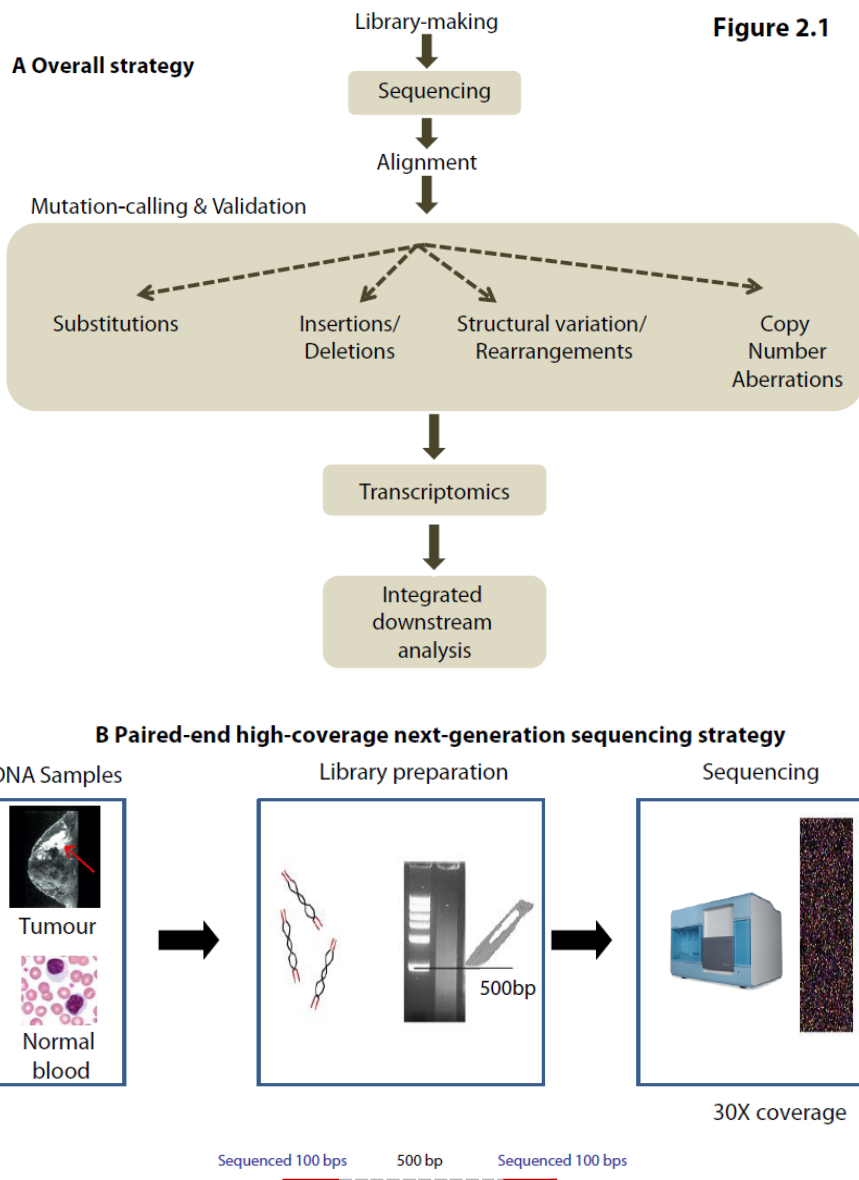 Library-making
Figure 2.1
A Overall strategy
Sequencing
Alignment
Mutation-calling & Validation
Substitutions
Insertions/
Deletions
Structural variation/
Rearrangements
Copy
Number
Aberrations
Transcriptomics
Integrated
downstream
analysis
B Paired-end high-coverage next-generation sequencing strategy
DNA Samples
Library preparation
Sequencing
Tumour
500bp
Normal
blood
30X coverage
Sequenced 100 bps 500 bp Sequenced 100 bps